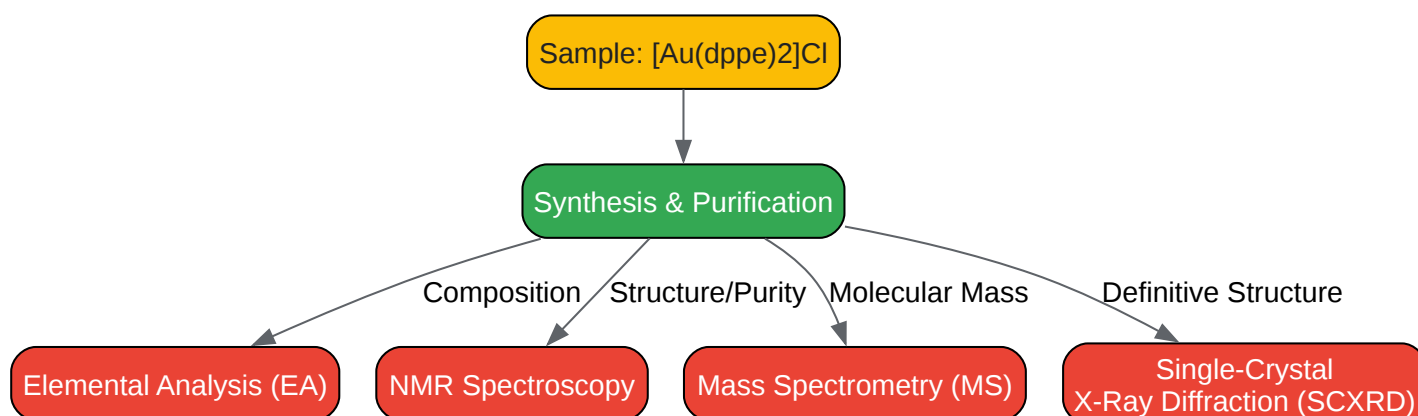 Sample: [Au(dppe)2]Cl
Synthesis & Purification
Composition
Structure/Purity
Molecular Mass
Definitive Structure
Elemental Analysis (EA)
NMR Spectroscopy
Mass Spectrometry (MS)
Single-Crystal
X-Ray Diffraction (SCXRD)